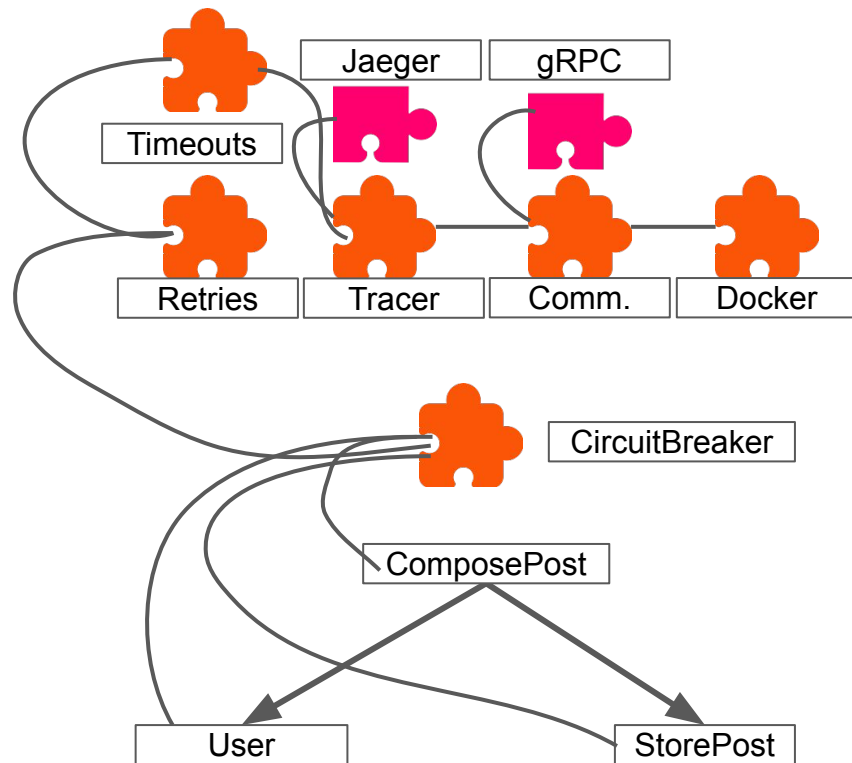 Jaeger
gRPC
Timeouts
Retries
Tracer
Comm.
Docker
CircuitBreaker
ComposePost
User
StorePost